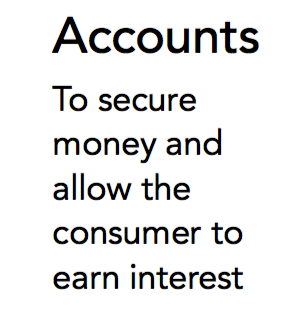 Accounts
To secure
money and
allow the
consumer to
earn interest